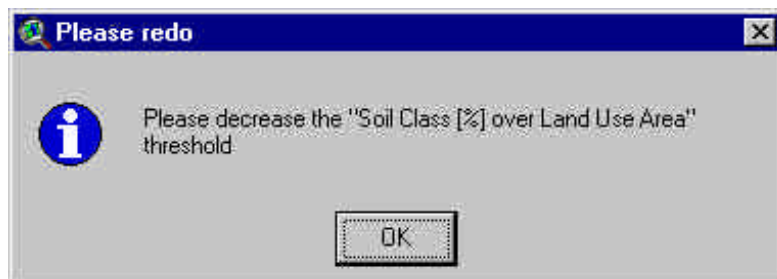 Please redo
Please decrease the "Soil Class [%] over Land Use Area"
threshold
OK